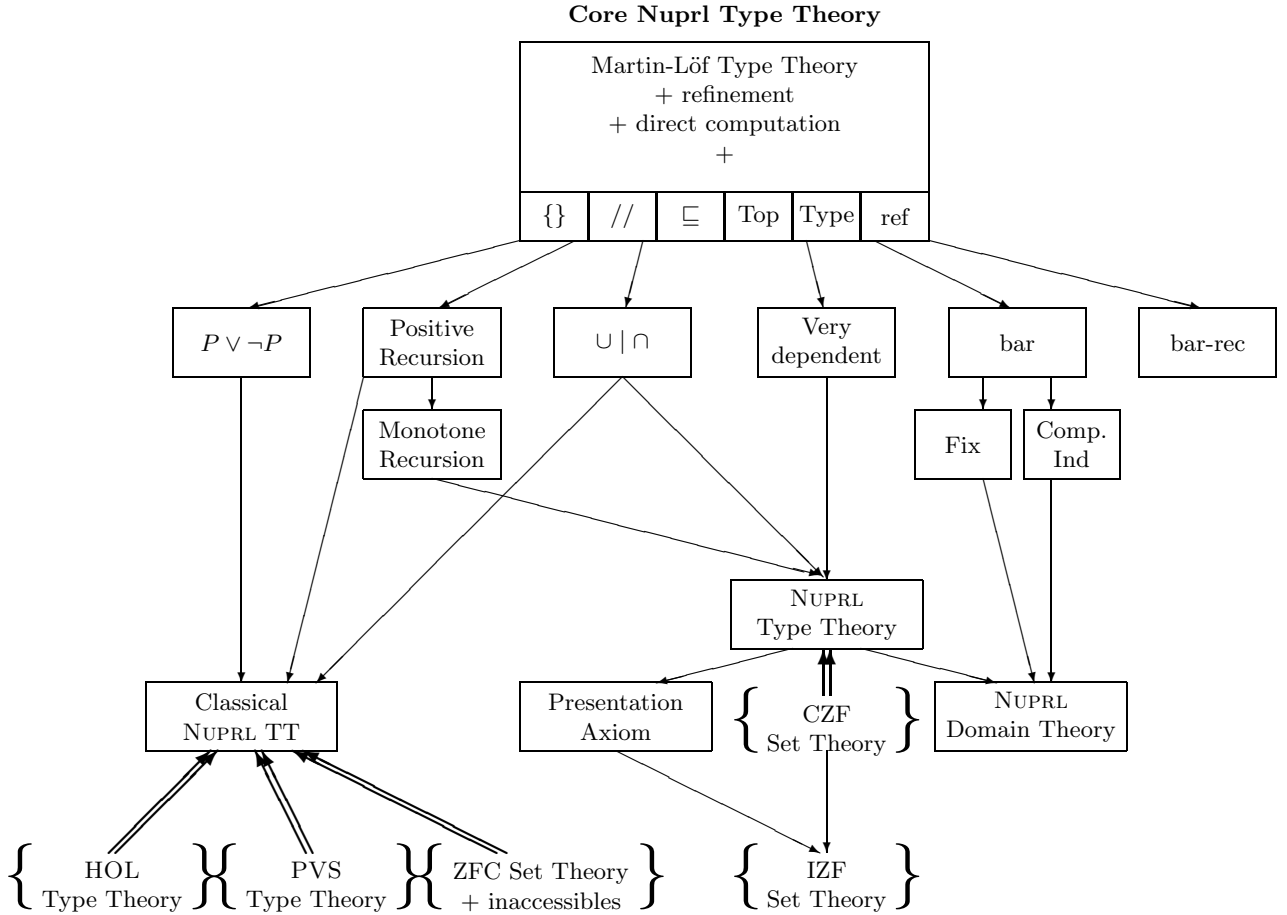 Core Nuprl Type Theory
Martin-Löf Type Theory
+ refinement
+ direct computation
+
{} // ⊑ Top Type ref
P ∨ ¬P
Positive
Recursion
∪ | ∩
Very
dependent
bar
bar-rec
Monotone
Recursion
Fix
Comp.
Ind
NUPRL
Type Theory
Classical
NUPRL TT
Presentation
Axiom
{ CZF
Set Theory }
NUPRL
Domain Theory
{ HOL
Type Theory }
{ PVS
Type Theory }
{ ZFC Set Theory
+ inaccessibles }
{ IZF
Set Theory }